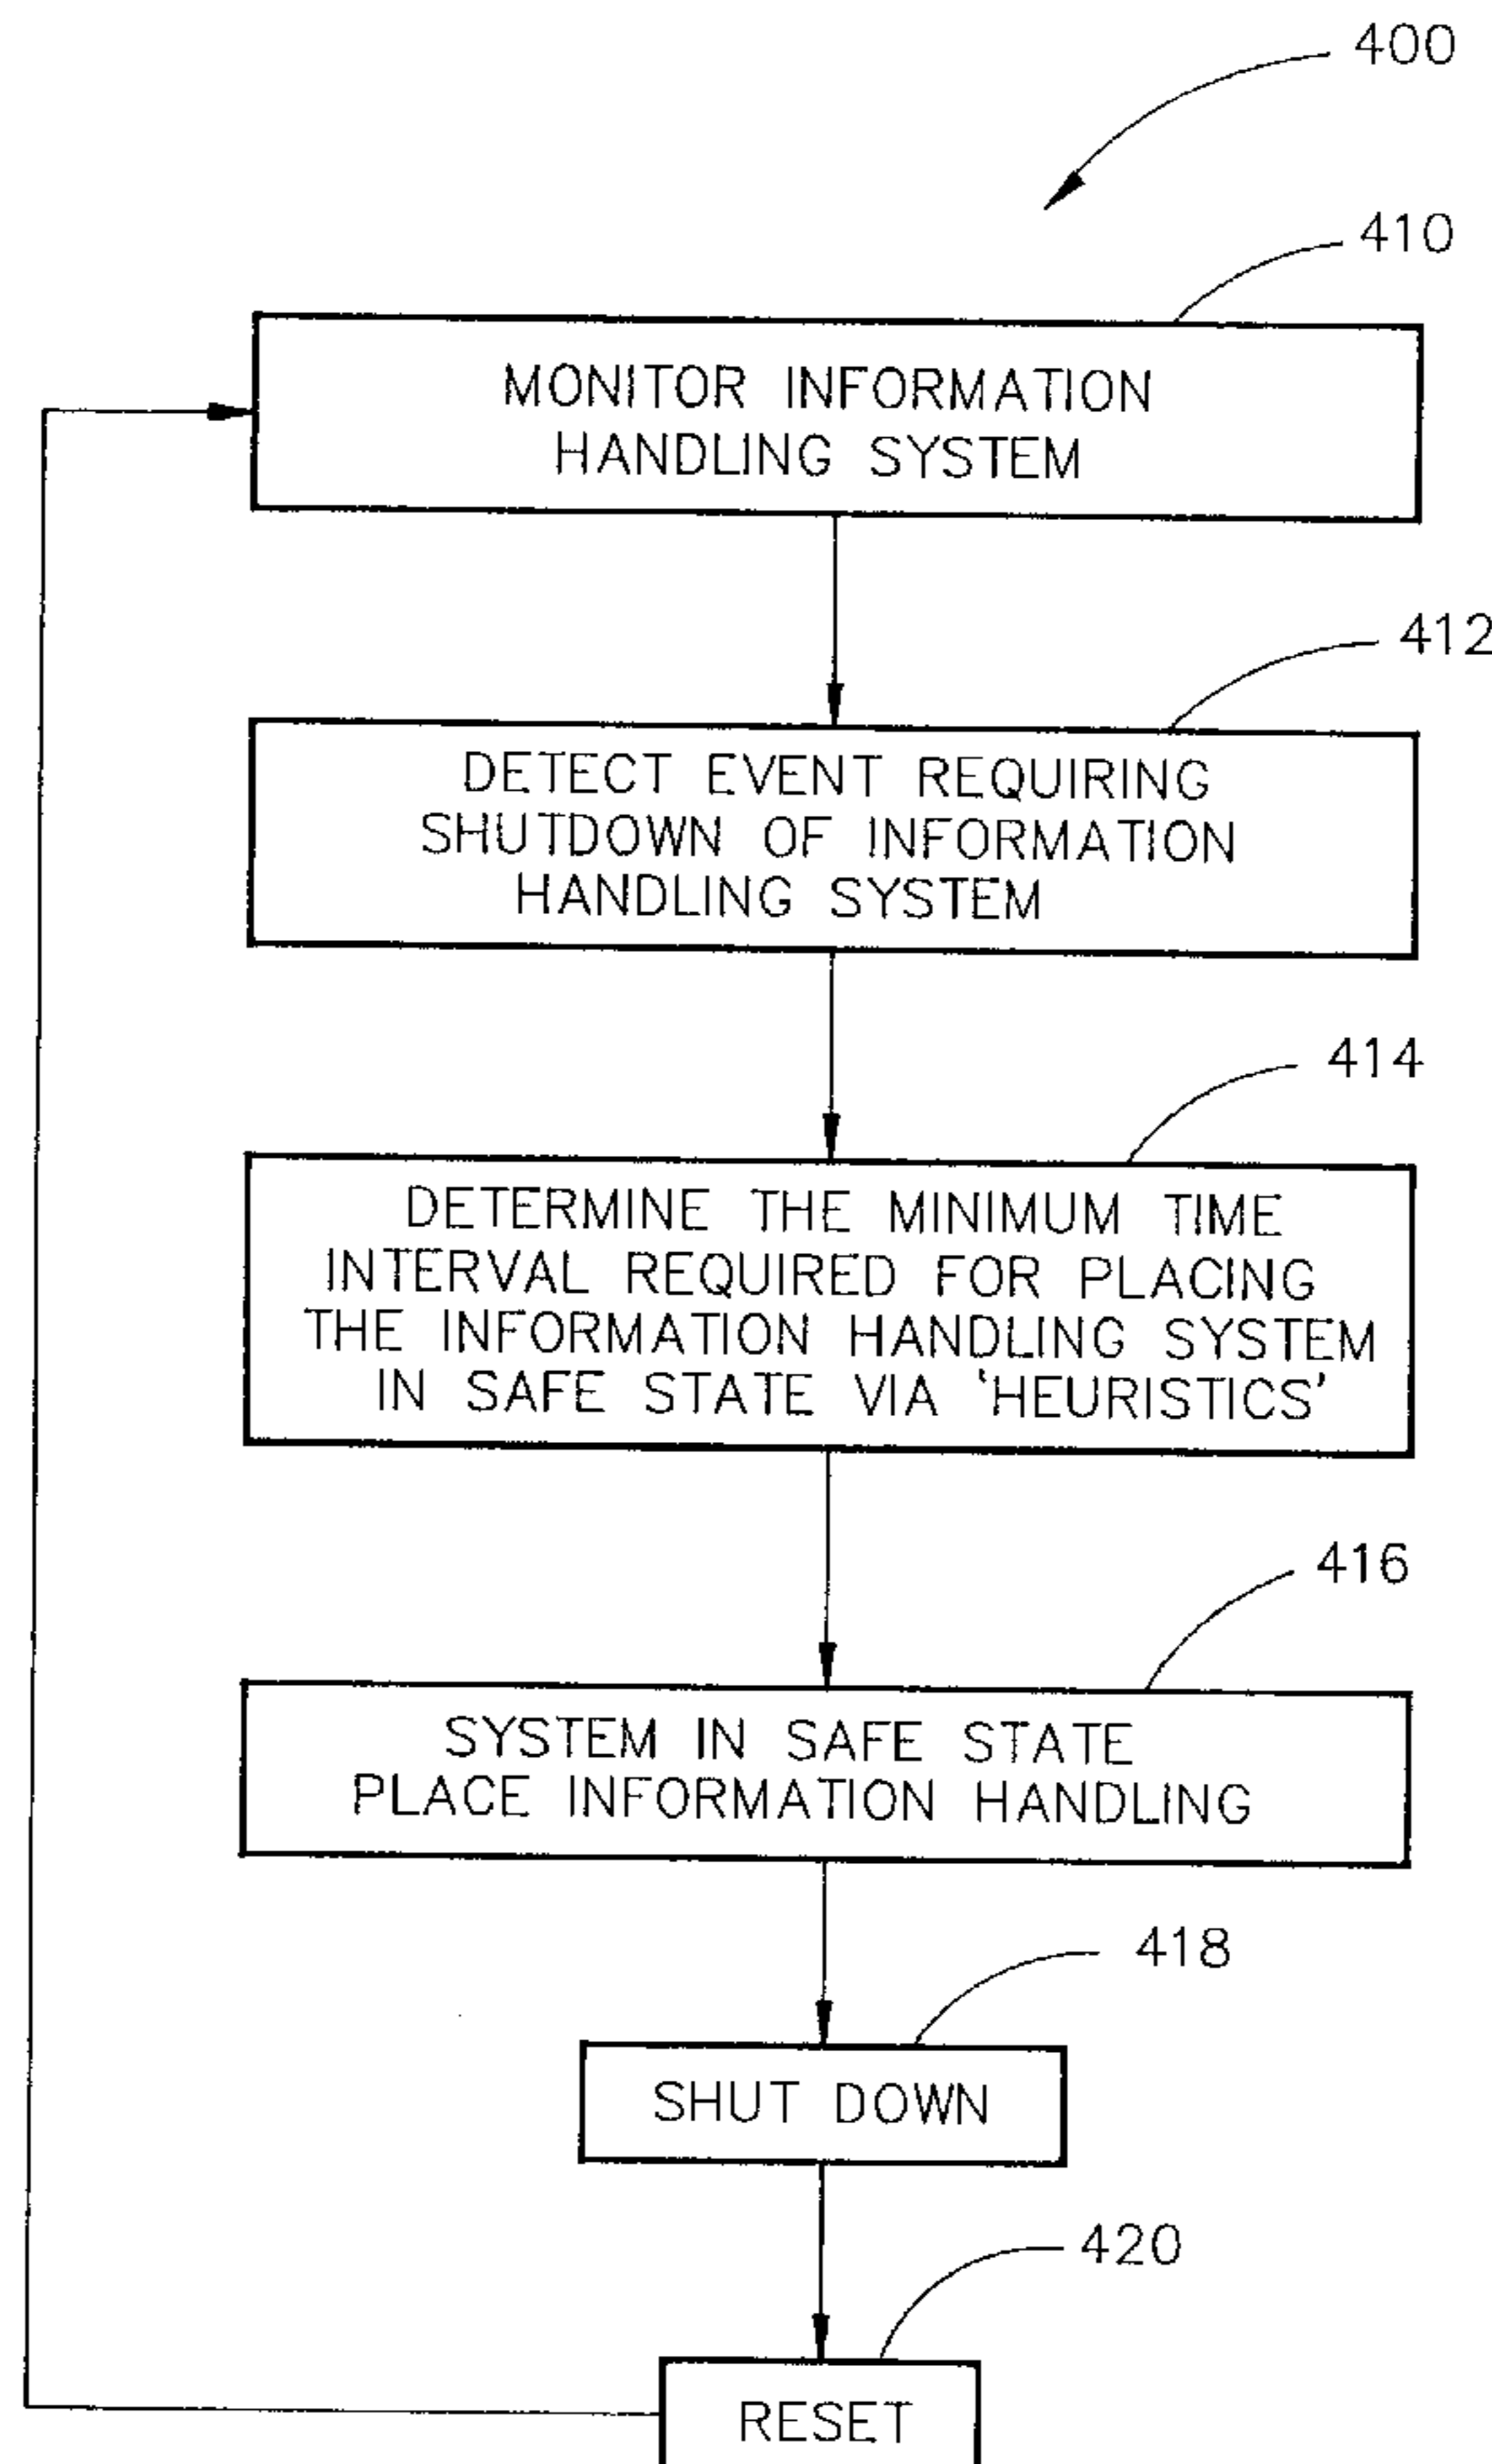 400
410
MONITOR INFORMATION
HANDLING SYSTEM
412
DETECT EVENT REQUIRING
SHUTDOWN OF INFORMATION
HANDLING SYSTEM
414
DETERMINE THE MINIMUM TIME
INTERVAL REQUIRED FOR PLACING
THE INFORMATION HANDLING SYSTEM
IN SAFE STATE VIA 'HEURISTICS'
416
SYSTEM IN SAFE STATE
PLACE INFORMATION HANDLING
418
SHUT DOWN
420
RESET